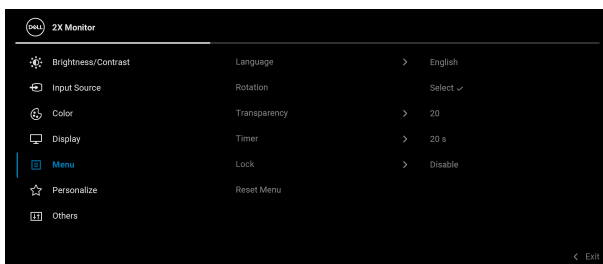 DELL 2X Monitor
Brightness/Contrast Language > English
Input Source Rotation Select ✓
Color Transparency > 20
Display Timer > 20 s
Menu Lock > Disable
Personalize Reset Menu
Others
< Exit